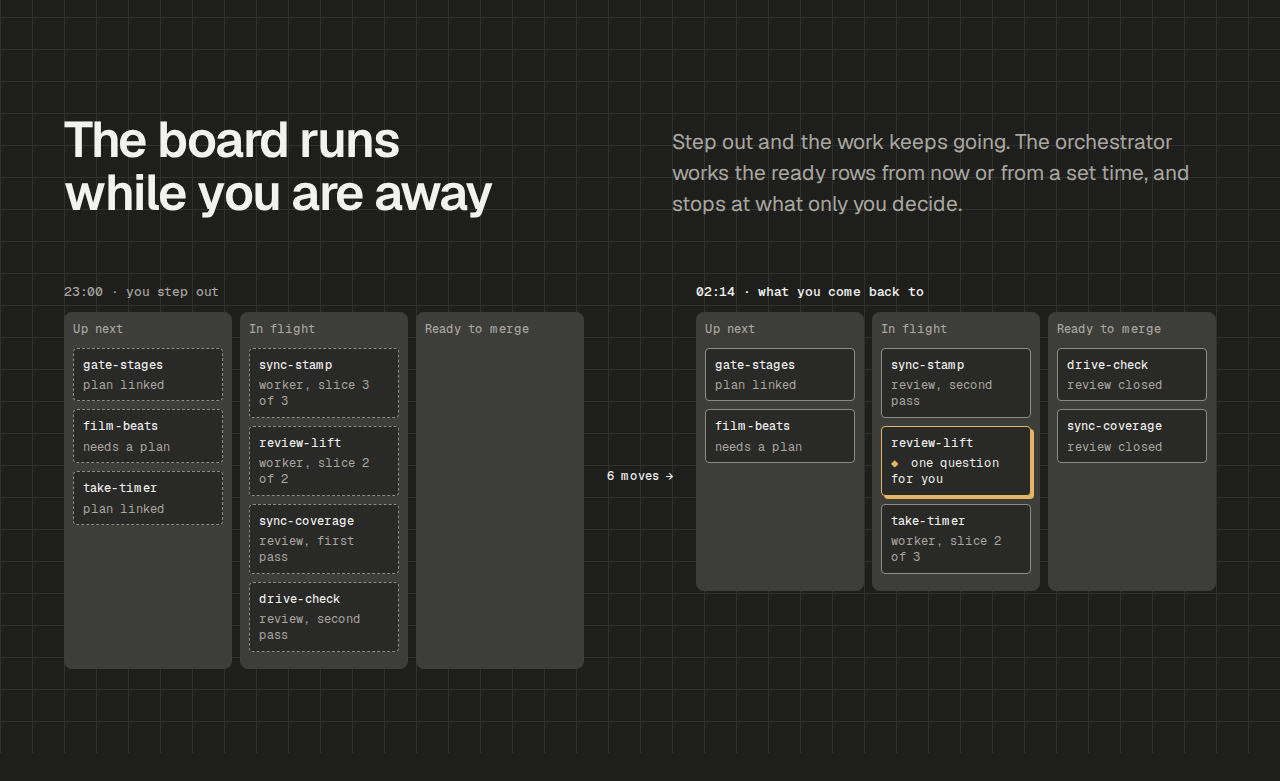 The board runs
while you are away
Step out and the work keeps going. The orchestrator
works the ready rows from now or from a set time, and
stops at what only you decide.
23:00 · you step out
Up next
gate-stages
plan linked
film-beats
needs a plan
take-timer
plan linked
In flight
sync-stamp
worker, slice 3
of 3
review-lift
worker, slice 2
of 2
sync-coverage
review, first
pass
drive-check
review, second
pass
Ready to merge
6 moves →
02:14 · what you come back to
Up next
gate-stages
plan linked
film-beats
needs a plan
In flight
sync-stamp
review, second
pass
review-lift
◆ one question
for you
take-timer
worker, slice 2
of 3
Ready to merge
drive-check
review closed
sync-coverage
review closed